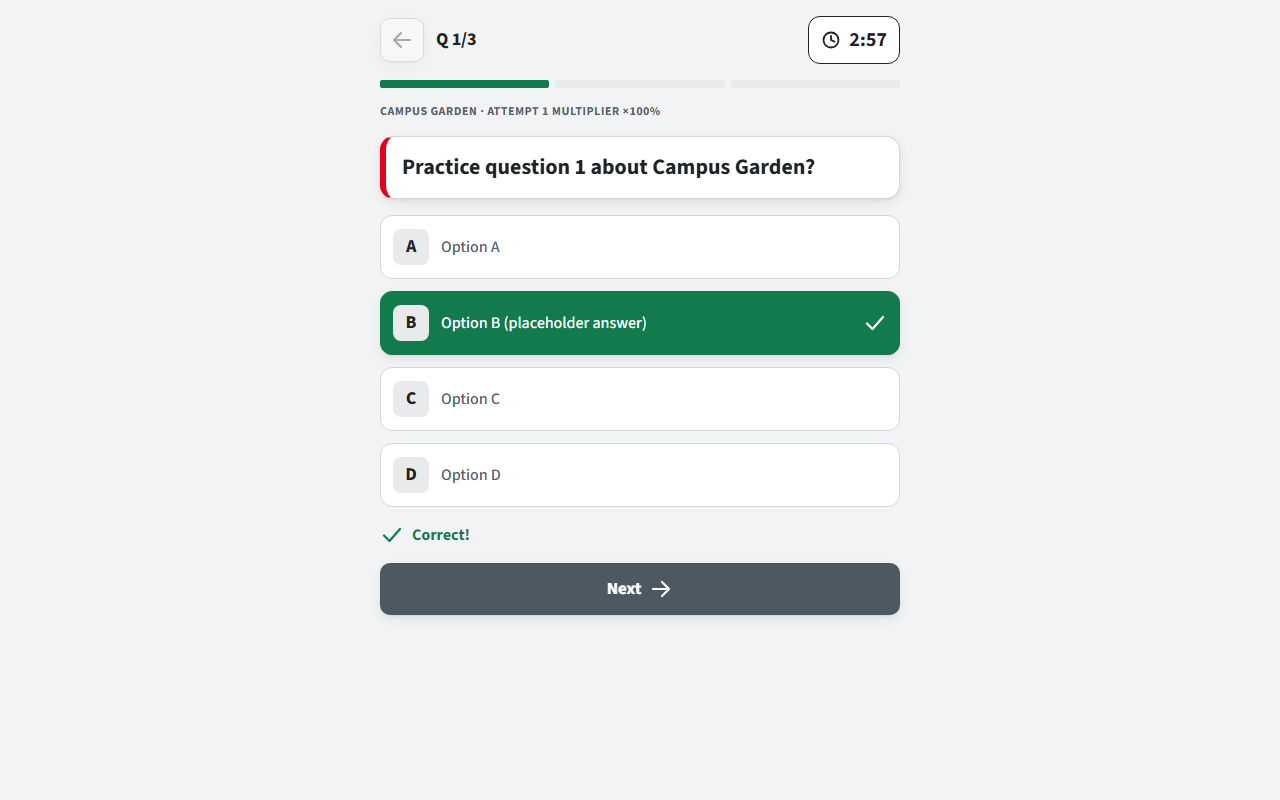 Q 1/3
2:57
CAMPUS GARDEN · ATTEMPT 1 MULTIPLIER ×100%
Practice question 1 about Campus Garden?
A Option A
B Option B (placeholder answer)
C Option C
D Option D
Correct!
Next